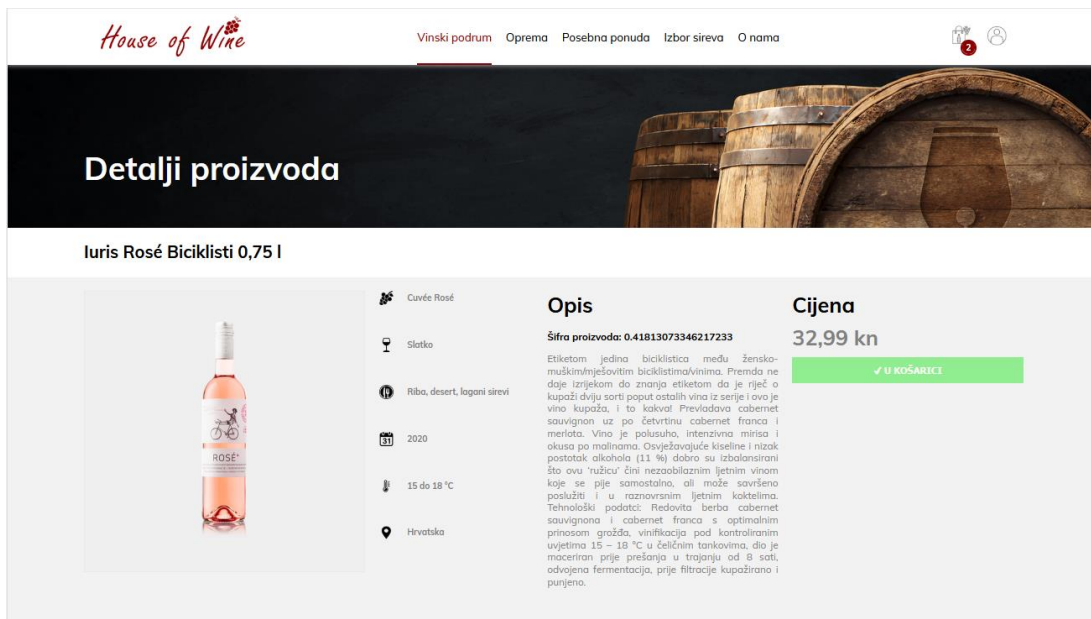 House of Wine
Vinski podrum Oprema Posebna ponuda Izbor sireva O nama
2
Detalji proizvoda
Iuris Rosé Biciklisti 0,75 l
ROSÉ
Cuvée Rosé
Slatko
Riba, desert, lagani sirevi
31
2020
15 do 18 °C
Hrvatska
Opis
Šifra proizvoda: 0.41813073346217233
Etiketom jedina biciklistica među žensko-
muškim/mješovitim biciklistima/vinima. Premda ne
daje izrijekom do znanja etiketom da je riječ o
kupaži dviju sorti poput ostalih vina iz serije i ovo je
vino kupaža, i to kakva! Prevladava cabernet
sauvignon uz po četvrtinu cabernet franca i
merlota. Vino je polusuho, intenzivna mirisa i
okusa po malinama. Osvježavajuće kiseline i nizak
postotak alkohola (11 %) dobro su izbalansirani
što ovu 'ružicu' čini nezaobilaznim ljetnim vinom
koje se pije samostalno, ali može savršeno
poslužiti i u raznovrsnim ljetnim koktelima.
Tehnološki podatci: Redovita berba cabernet
sauvignona i cabernet franca s optimalnim
prinosom grožđa, vinifikacija pod kontroliranim
uvjetima 15 – 18 °C u čeličnim tankovima, dio je
maceriran prije prešanja u trajanju od 8 sati,
odvojena fermentacija, prije filtracije kupažirano i
punjeno.
Cijena
32,99 kn
✓ U KOŠARICI